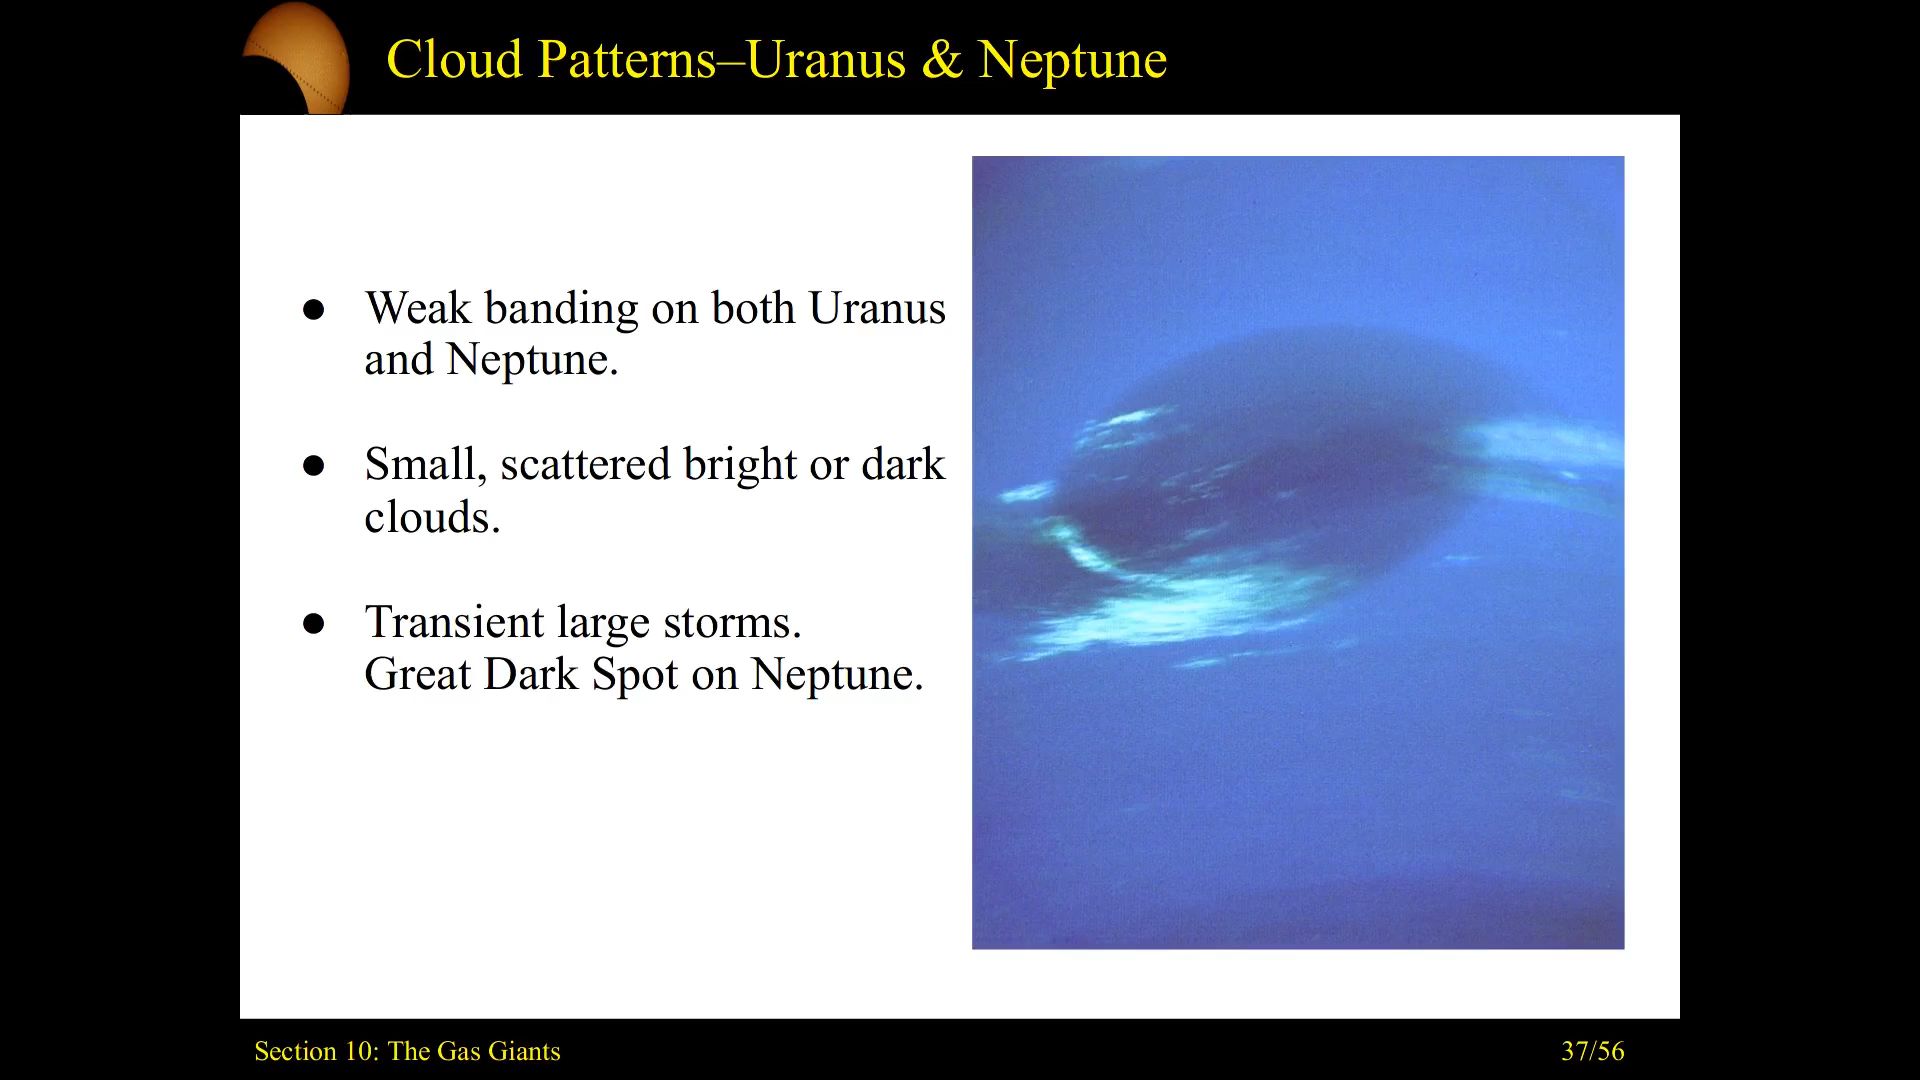 Cloud Patterns–Uranus & Neptune
● Weak banding on both Uranus
and Neptune.
● Small, scattered bright or dark
clouds.
● Transient large storms.
Great Dark Spot on Neptune.
Section 10: The Gas Giants
37/56